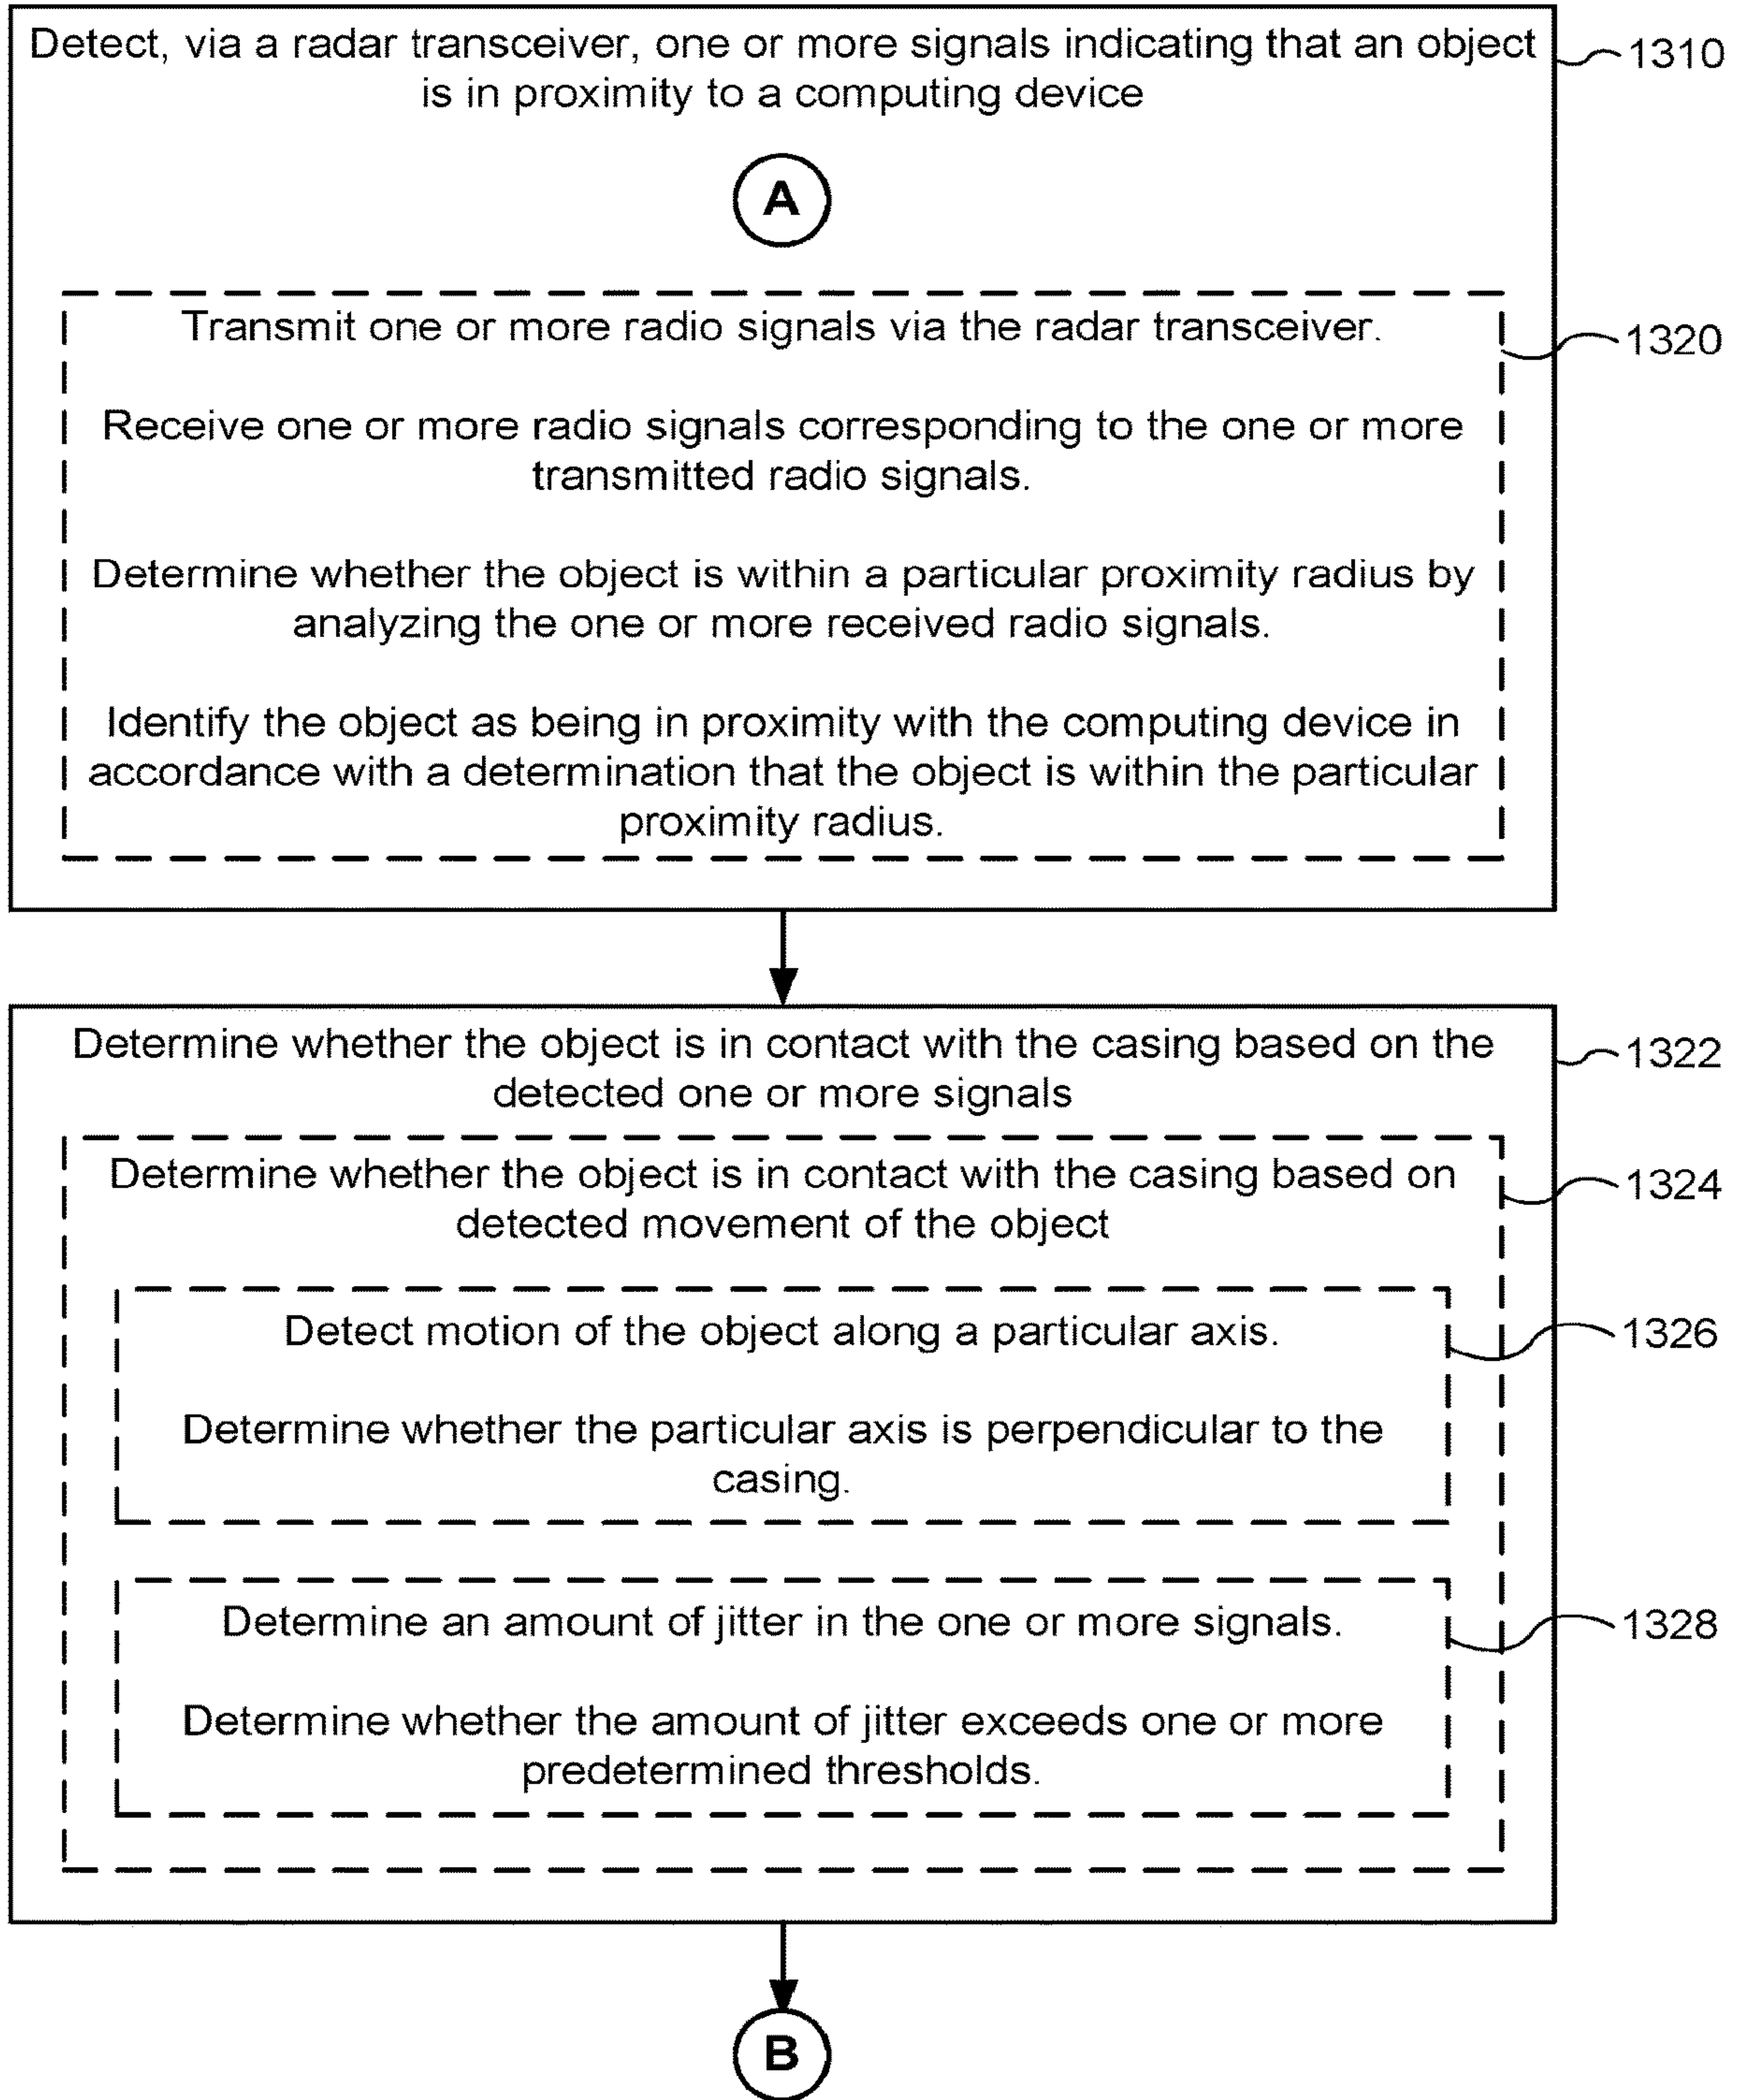 Detect, via a radar transceiver, one or more signals indicating that an object
is in proximity to a computing device
1310
A
Transmit one or more radio signals via the radar transceiver.
1320
Receive one or more radio signals corresponding to the one or more
transmitted radio signals.
Determine whether the object is within a particular proximity radius by
analyzing the one or more received radio signals.
Identify the object as being in proximity with the computing device in
accordance with a determination that the object is within the particular
proximity radius.
Determine whether the object is in contact with the casing based on the
detected one or more signals
1322
Determine whether the object is in contact with the casing based on
detected movement of the object
1324
Detect motion of the object along a particular axis.
1326
Determine whether the particular axis is perpendicular to the
casing.
Determine an amount of jitter in the one or more signals.
1328
Determine whether the amount of jitter exceeds one or more
predetermined thresholds.
B